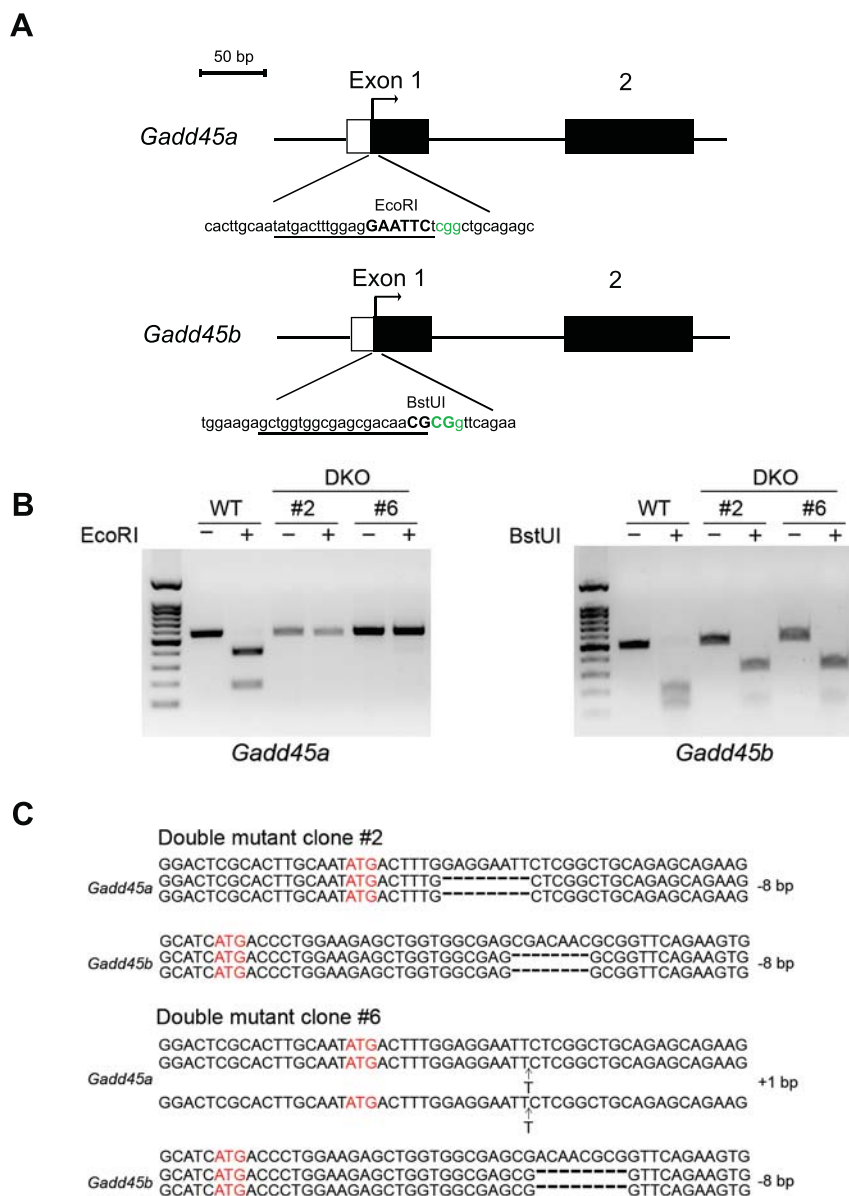 A
50 bp
Exon 1
2
Gadd45a
EcoRI
cacttgcaatatgactttggagGAATTCtcggctgcagagc
Exon 1
2
Gadd45b
BstUI
tggaagagctggtggcgagcgacaaCGCGgttcagaa
B
DKO
WT #2 #6
EcoRI − + − + − +
Gadd45a
DKO
WT #2 #6
BstUI − + − + − +
Gadd45b
C
Double mutant clone #2
GGACTCGCACTTGCAATATGACTTTGGAGGAATTCTCGGCTGCAGAGCAGAAG
Gadd45a
GGACTCGCACTTGCAATATGACTTTG---------CTCGGCTGCAGAGCAGAAG
GGACTCGCACTTGCAATATGACTTTG---------CTCGGCTGCAGAGCAGAAG
-8 bp
GCATCATGACCCTGGAAGAGCTGGTGGCGAGCGACAACGCGGTTCAGAAGTG
Gadd45b
GCATCATGACCCTGGAAGAGCTGGTGGCGAG--------GCGGTTCAGAAGTG
GCATCATGACCCTGGAAGAGCTGGTGGCGAG--------GCGGTTCAGAAGTG
-8 bp
Double mutant clone #6
GGACTCGCACTTGCAATATGACTTTGGAGGAATTCTCGGCTGCAGAGCAGAAG
Gadd45a
GGACTCGCACTTGCAATATGACTTTGGAGGAATTCTCGGCTGCAGAGCAGAAG
↑
T
+1 bp
GGACTCGCACTTGCAATATGACTTTGGAGGAATTCTCGGCTGCAGAGCAGAAG
↑
T
GCATCATGACCCTGGAAGAGCTGGTGGCGAGCGACAACGCGGTTCAGAAGTG
Gadd45b
GCATCATGACCCTGGAAGAGCTGGTGGCGAGCG---------GTTCAGAAGTG
GCATCATGACCCTGGAAGAGCTGGTGGCGAGCG---------GTTCAGAAGTG
-8 bp